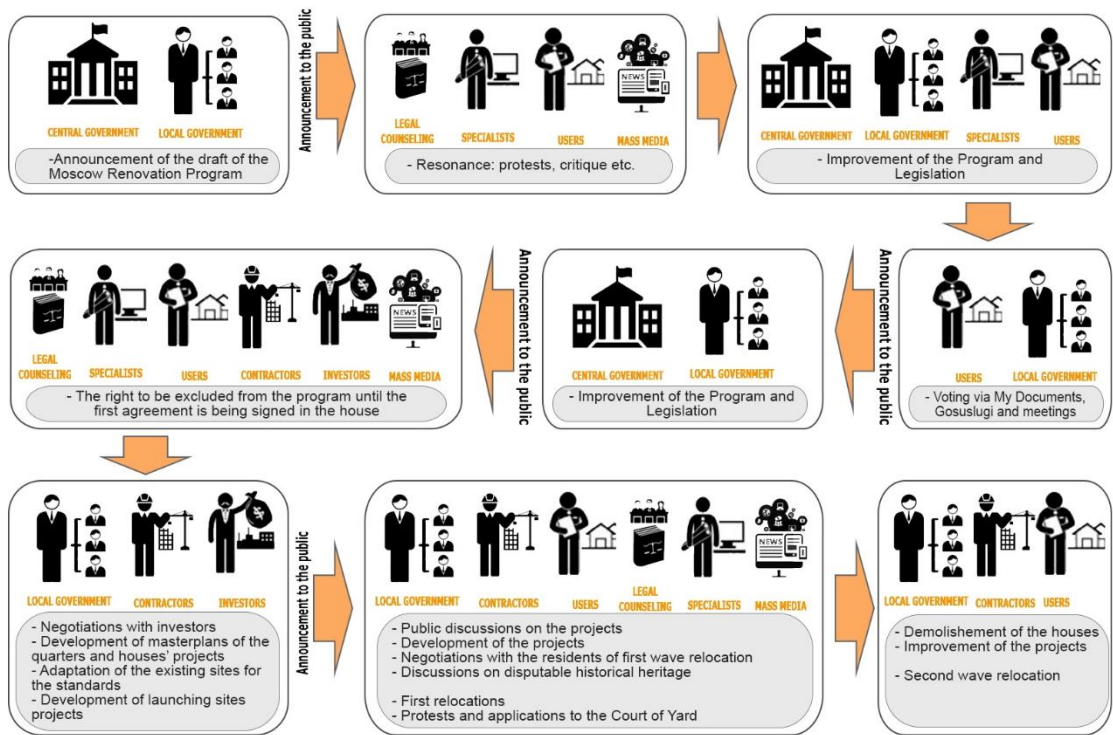 CENTRAL GOVERNMENT
LOCAL GOVERNMENT
-Announcement of the draft of the
Moscow Renovation Program
Announcement to the public
LEGAL
COUNSELING
SPECIALISTS
USERS
NEWS
MASS MEDIA
- Resonance: protests, critique etc.
CENTRAL GOVERNMENT
LOCAL GOVERNMENT
SPECIALISTS
USERS
- Improvement of the Program and
Legislation
USERS
LOCAL GOVERNMENT
- Voting via My Documents,
Gosuslugi and meetings
Announcement to the public
CENTRAL GOVERNMENT
LOCAL GOVERNMENT
- Improvement of the Program and
Legislation
Announcement to the public
LEGAL
COUNSELING
SPECIALISTS
USERS
CONTRACTORS
INVESTORS
NEWS
MASS MEDIA
- The right to be excluded from the program until the
first agreement is being signed in the house
LOCAL GOVERNMENT
CONTRACTORS
INVESTORS
- Negotiations with investors
- Development of masterplans of the
quarters and houses' projects
- Adaptation of the existing sites for
the standards
- Development of launching sites
projects
Announcement to the public
LOCAL GOVERNMENT
CONTRACTORS
USERS
LEGAL
COUNSELING
SPECIALISTS
NEWS
MASS MEDIA
- Public discussions on the projects
- Development of the projects
- Negotiations with the residents of first wave relocation
- Discussions on disputable historical heritage
- First relocations
- Protests and applications to the Court of Yard
LOCAL GOVERNMENT
CONTRACTORS
USERS
- Demolishement of the houses
- Improvement of the projects
- Second wave relocation